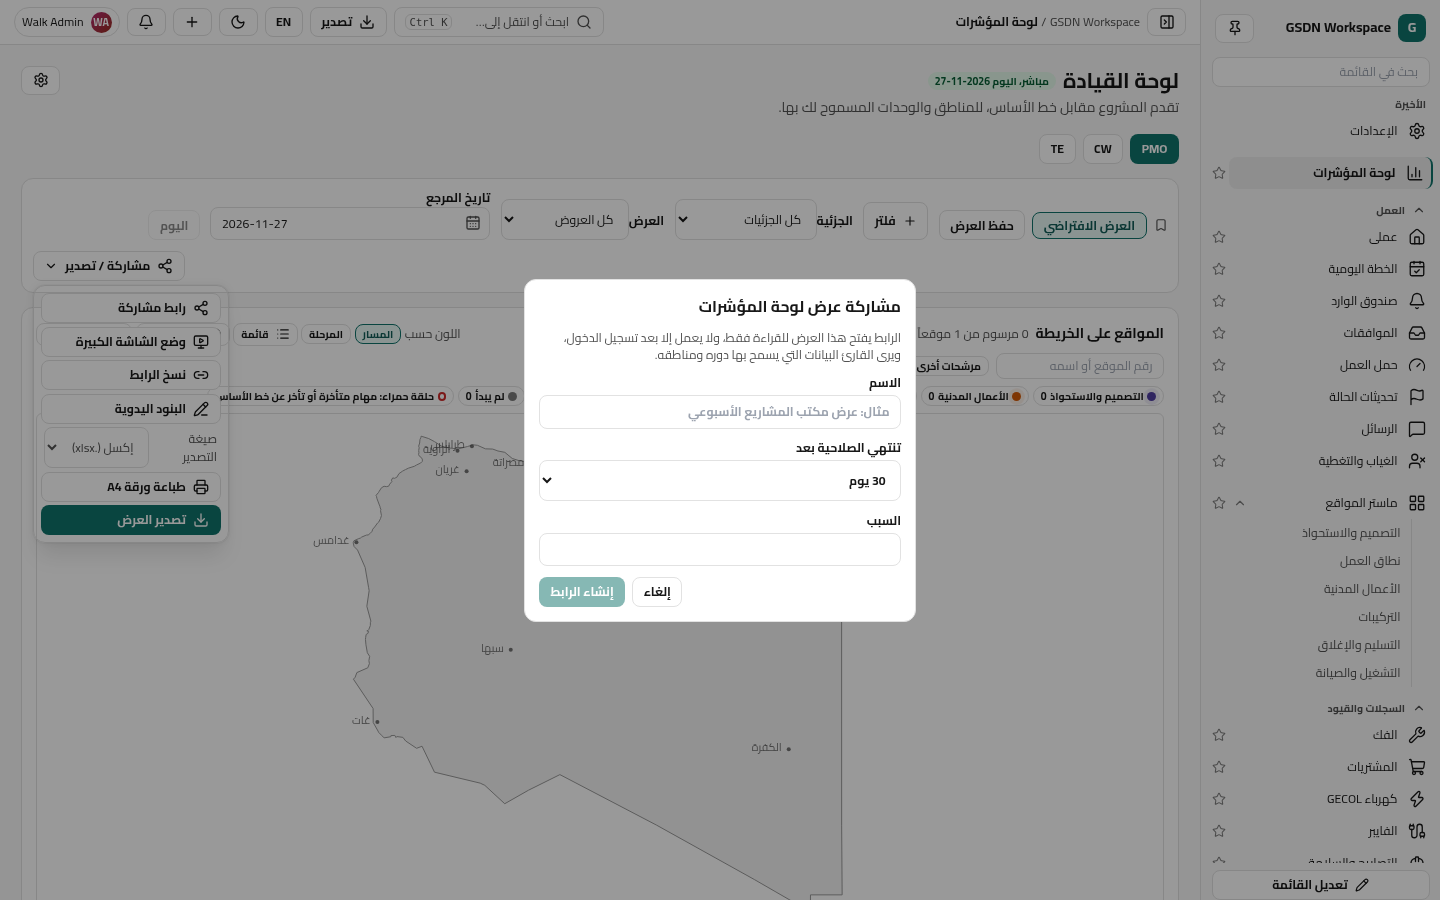 GSDN Workspace
G
بحث في القائمة
الأخيرة
الإعدادات
لوحة المؤشرات
العمل
عملي
الخطة اليومية
صندوق الوارد
الموافقات
حمل العمل
تحديثات الحالة
الرسائل
الغياب والتغطية
ماستر المواقع
التصميم والاستحواذ
نطاق العمل
الأعمال المدنية
التركيبات
التسليم والإغلاق
التشغيل والصيانة
السجلات والقيود
الفك
المشتريات
كهرباء GECOL
الفايبر
تعديل القائمة
GSDN Workspace / لوحة المؤشرات
ابحث أو انتقل إلى...
Ctrl K
تصدير
EN
WA
Walk Admin
لوحة القيادة
مباشر، اليوم 2026-11-27
تقدم المشروع مقابل خط الأساس، للمناطق والوحدات المسموح لك بها.
PMO
CW
TE
العرض الافتراضي
حفظ العرض
فلتر
الجزئية
كل الجزئيات
العرض
كل العروض
تاريخ المرجع
2026-11-27
اليوم
مشاركة / تصدير
رابط مشاركة
وضع الشاشة الكبيرة
نسخ الرابط
البنود اليدوية
صيغة التصدير
إكسل (.xlsx)
طباعة ورقة A4
تصدير العرض
المواقع على الخريطة
0 مرسوم من 1 موقعاً
اللون حسب
المسار
المرحلة
قائمة
رقم الموقع أو اسمه
مرشحات أخرى
التصميم والاستحواذ 0
الأعمال المدنية 0
لم يبدأ 0
حلقة حمراء: مهام متأخرة أو تأخر عن خط الأساس
طرابلس
الزاوية
غريان
مصراتة
غدامس
سبها
غات
الكفرة
مشاركة عرض لوحة المؤشرات
الرابط يفتح هذا العرض للقراءة فقط، ولا يعمل إلا بعد تسجيل الدخول،
ويرى القارئ البيانات التي يسمح بها دوره ومناطقه.
الاسم
مثال: عرض مكتب المشاريع الأسبوعي
تنتهي الصلاحية بعد
30 يوم
السبب
إلغاء
إنشاء الرابط